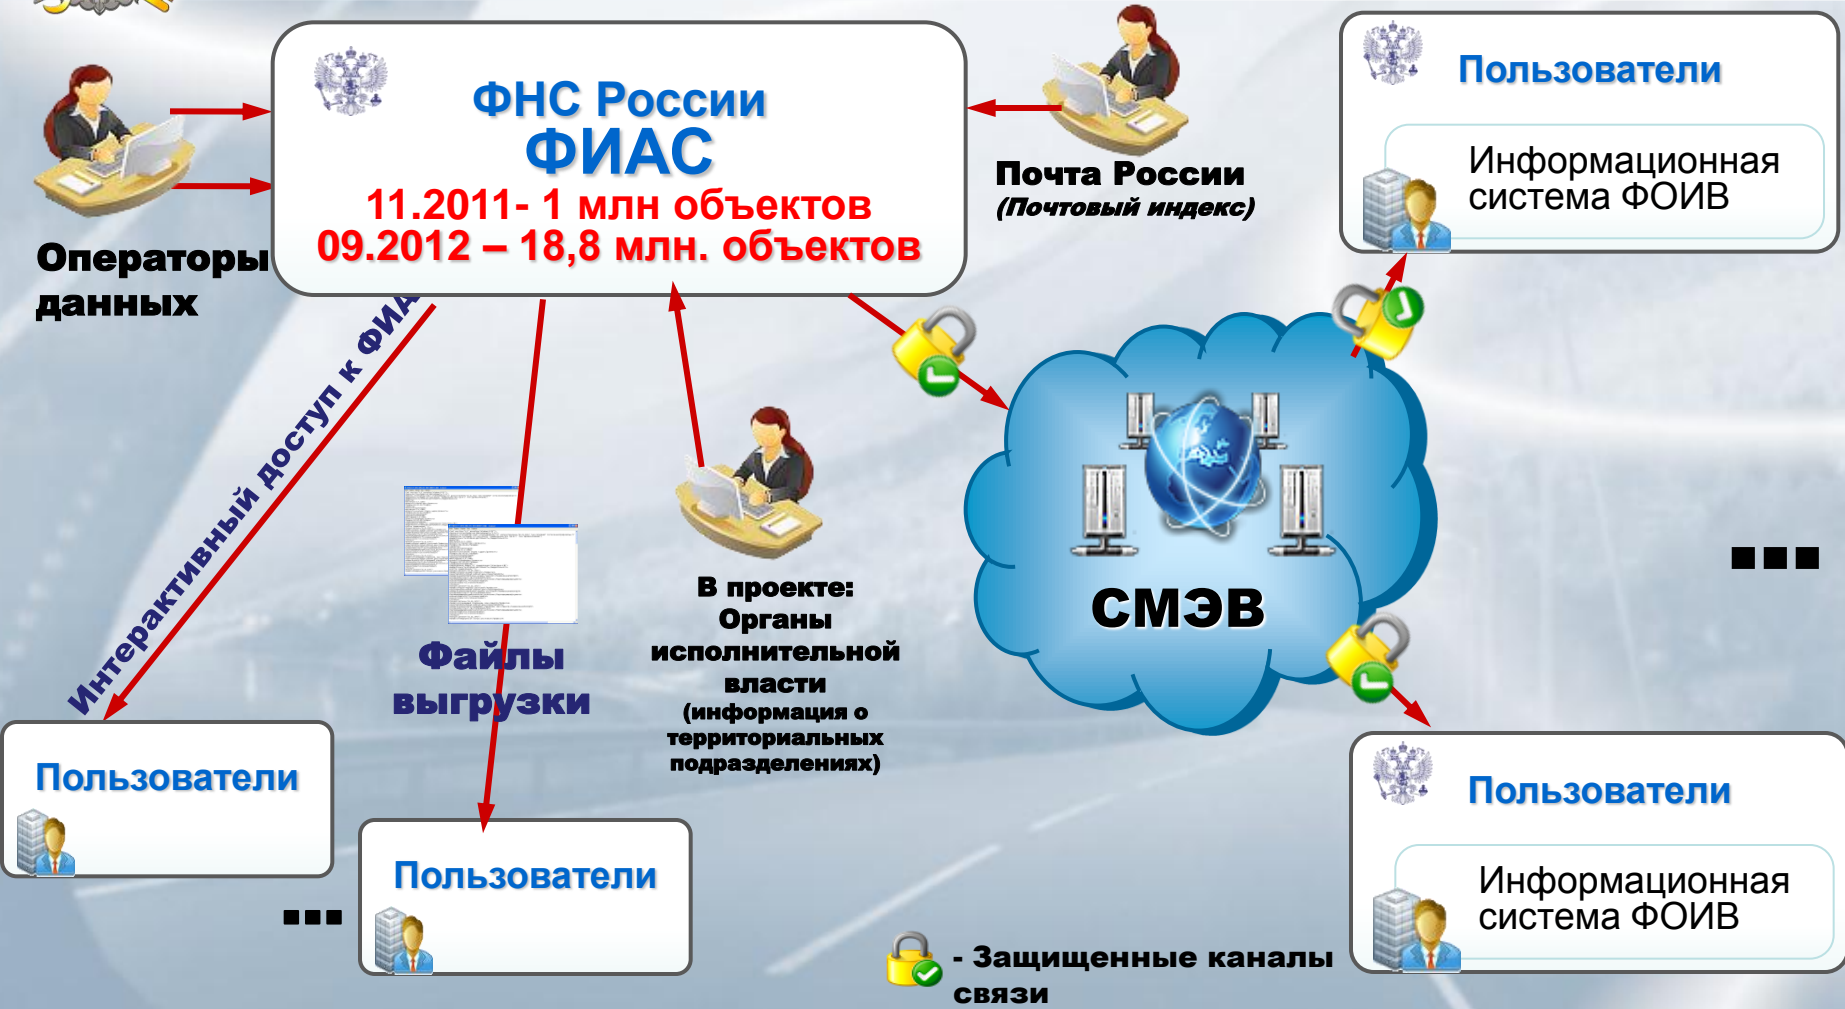 ФНС России
ФИАС
11.2011- 1 млн объектов
09.2012 – 18,8 млн. объектов
Операторы
данных
Почта России
(Почтовый индекс)
Пользователи
Информационная
система ФОИВ
Интерактивный доступ к ФИА
Файлы
выгрузки
В проекте:
Органы
исполнительной
власти
(информация о
территориальных
подразделениях)
СМЭВ
...
Пользователи
...
Пользователи
Пользователи
Информационная
система ФОИВ
- Защищенные каналы
связи